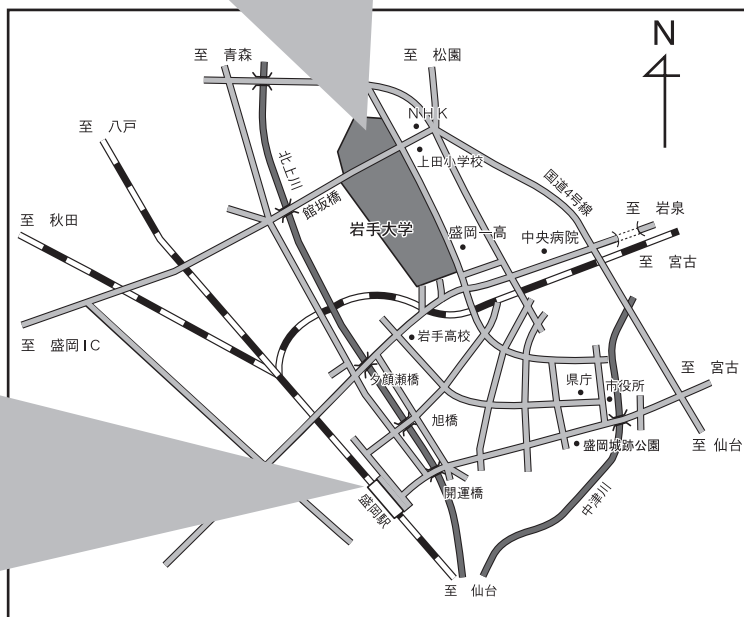 N
至　青森
至　松園
NHK
至　八戸
上田小学校
北上川
国道4号線
館坂橋
至　岩泉
至　秋田
岩手大学
盛岡一高
中央病院
至　宮古
岩手高校
至　盛岡IC
至　宮古
夕顔瀬橋
県庁
市役所
旭橋
盛岡城跡公園
至　仙台
開運橋
盛岡駅
中津川
至　仙台